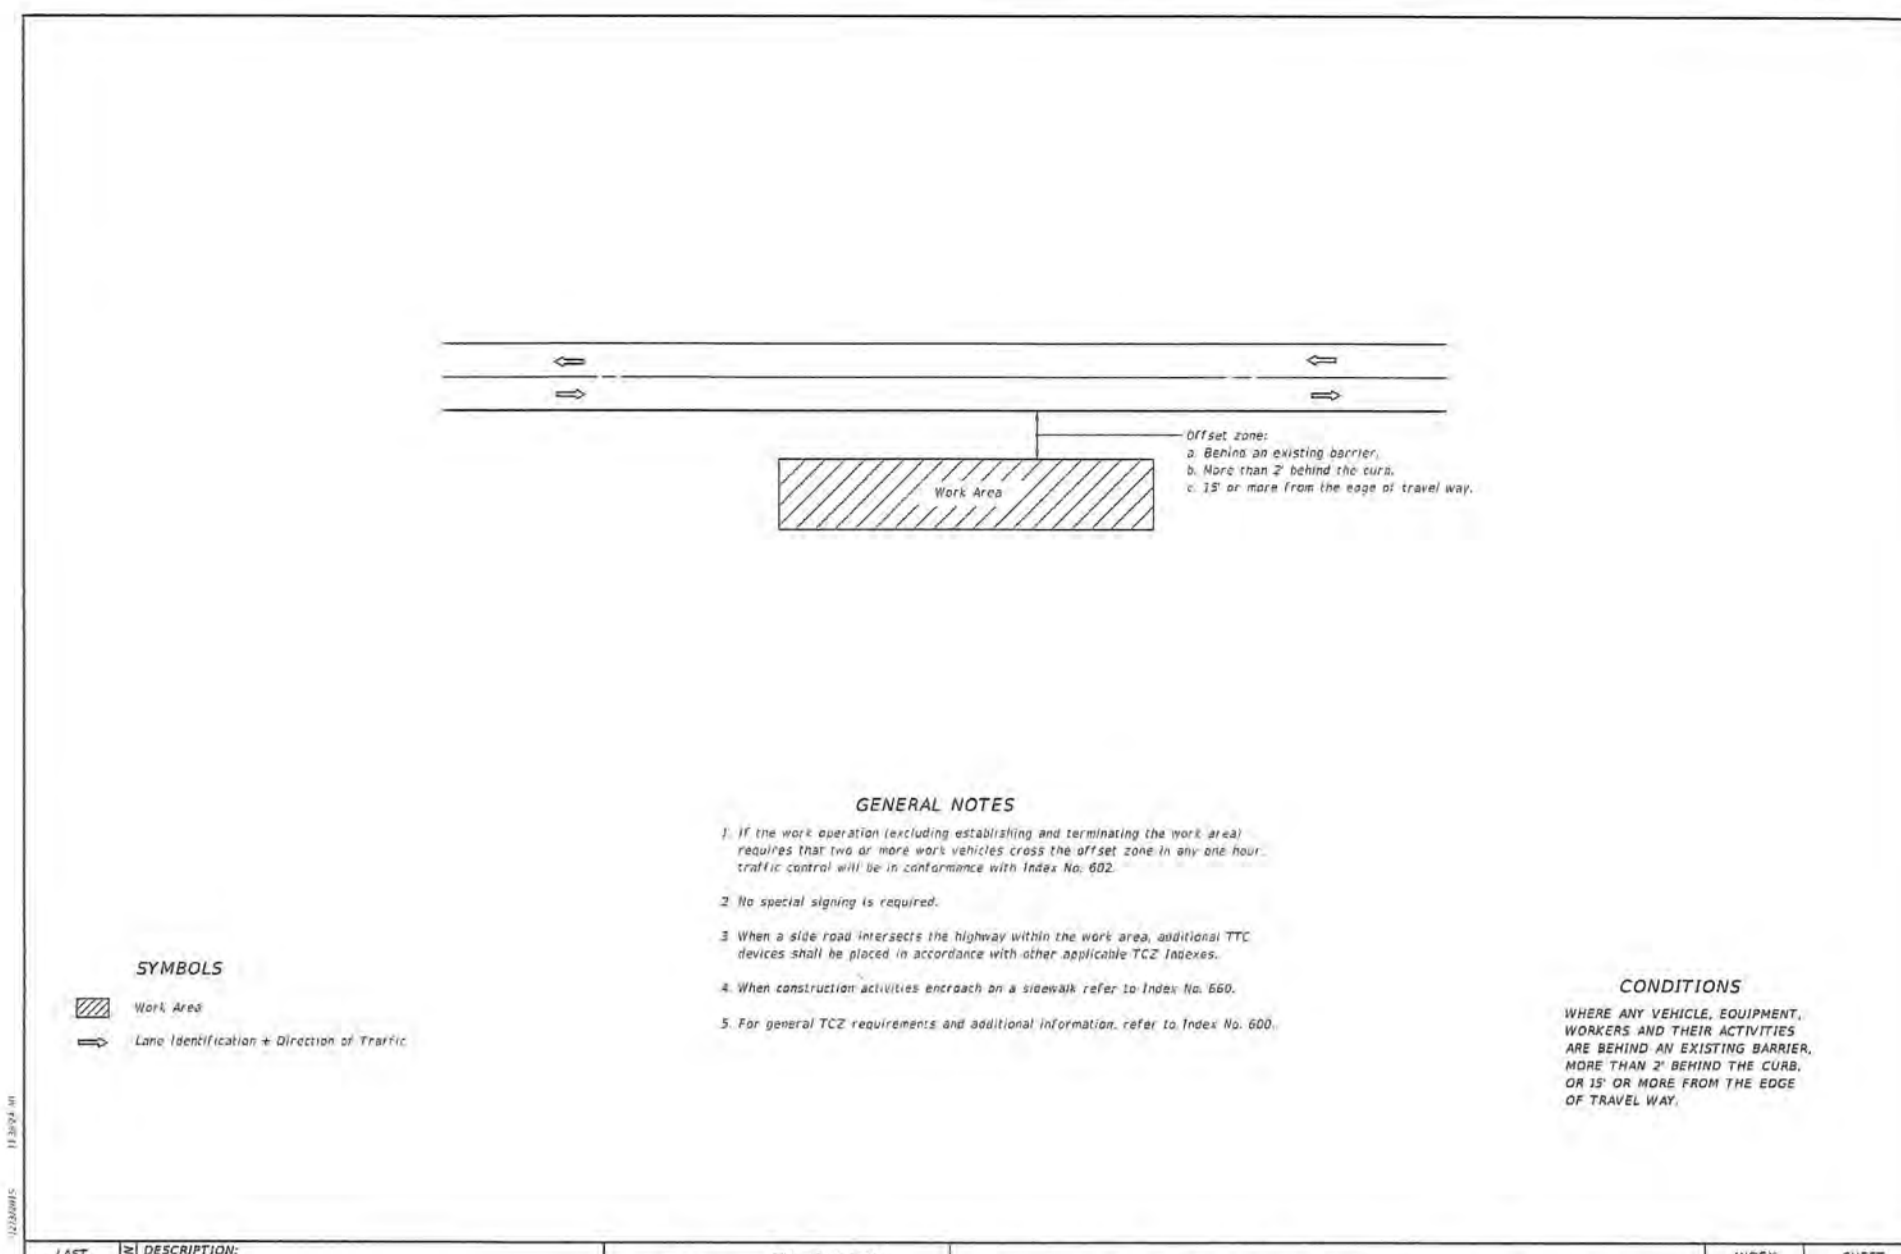 Offset zone:
a. Behind an existing barrier.
b. More than 2' behind the curb.
c. 15' or more from the edge of travel way.
Work Area
GENERAL NOTES
1. If the work operation (excluding establishing and terminating the work area)
requires that two or more work vehicles cross the offset zone in any one hour,
traffic control will be in conformance with Index No. 602.
2 No special signing is required.
3 When a side road intersects the highway within the work area, additional TTC
devices shall be placed in accordance with other applicable TCZ Indexes.
4. When construction activities encroach on a sidewalk refer to Index No. 660.
5. For general TCZ requirements and additional information, refer to Index No. 600.
SYMBOLS
Work Area
Lane Identification + Direction of Traffic
CONDITIONS
WHERE ANY VEHICLE, EQUIPMENT,
WORKERS AND THEIR ACTIVITIES
ARE BEHIND AN EXISTING BARRIER,
MORE THAN 2' BEHIND THE CURB,
OR 15' OR MORE FROM THE EDGE
OF TRAVEL WAY.
DESCRIPTION: